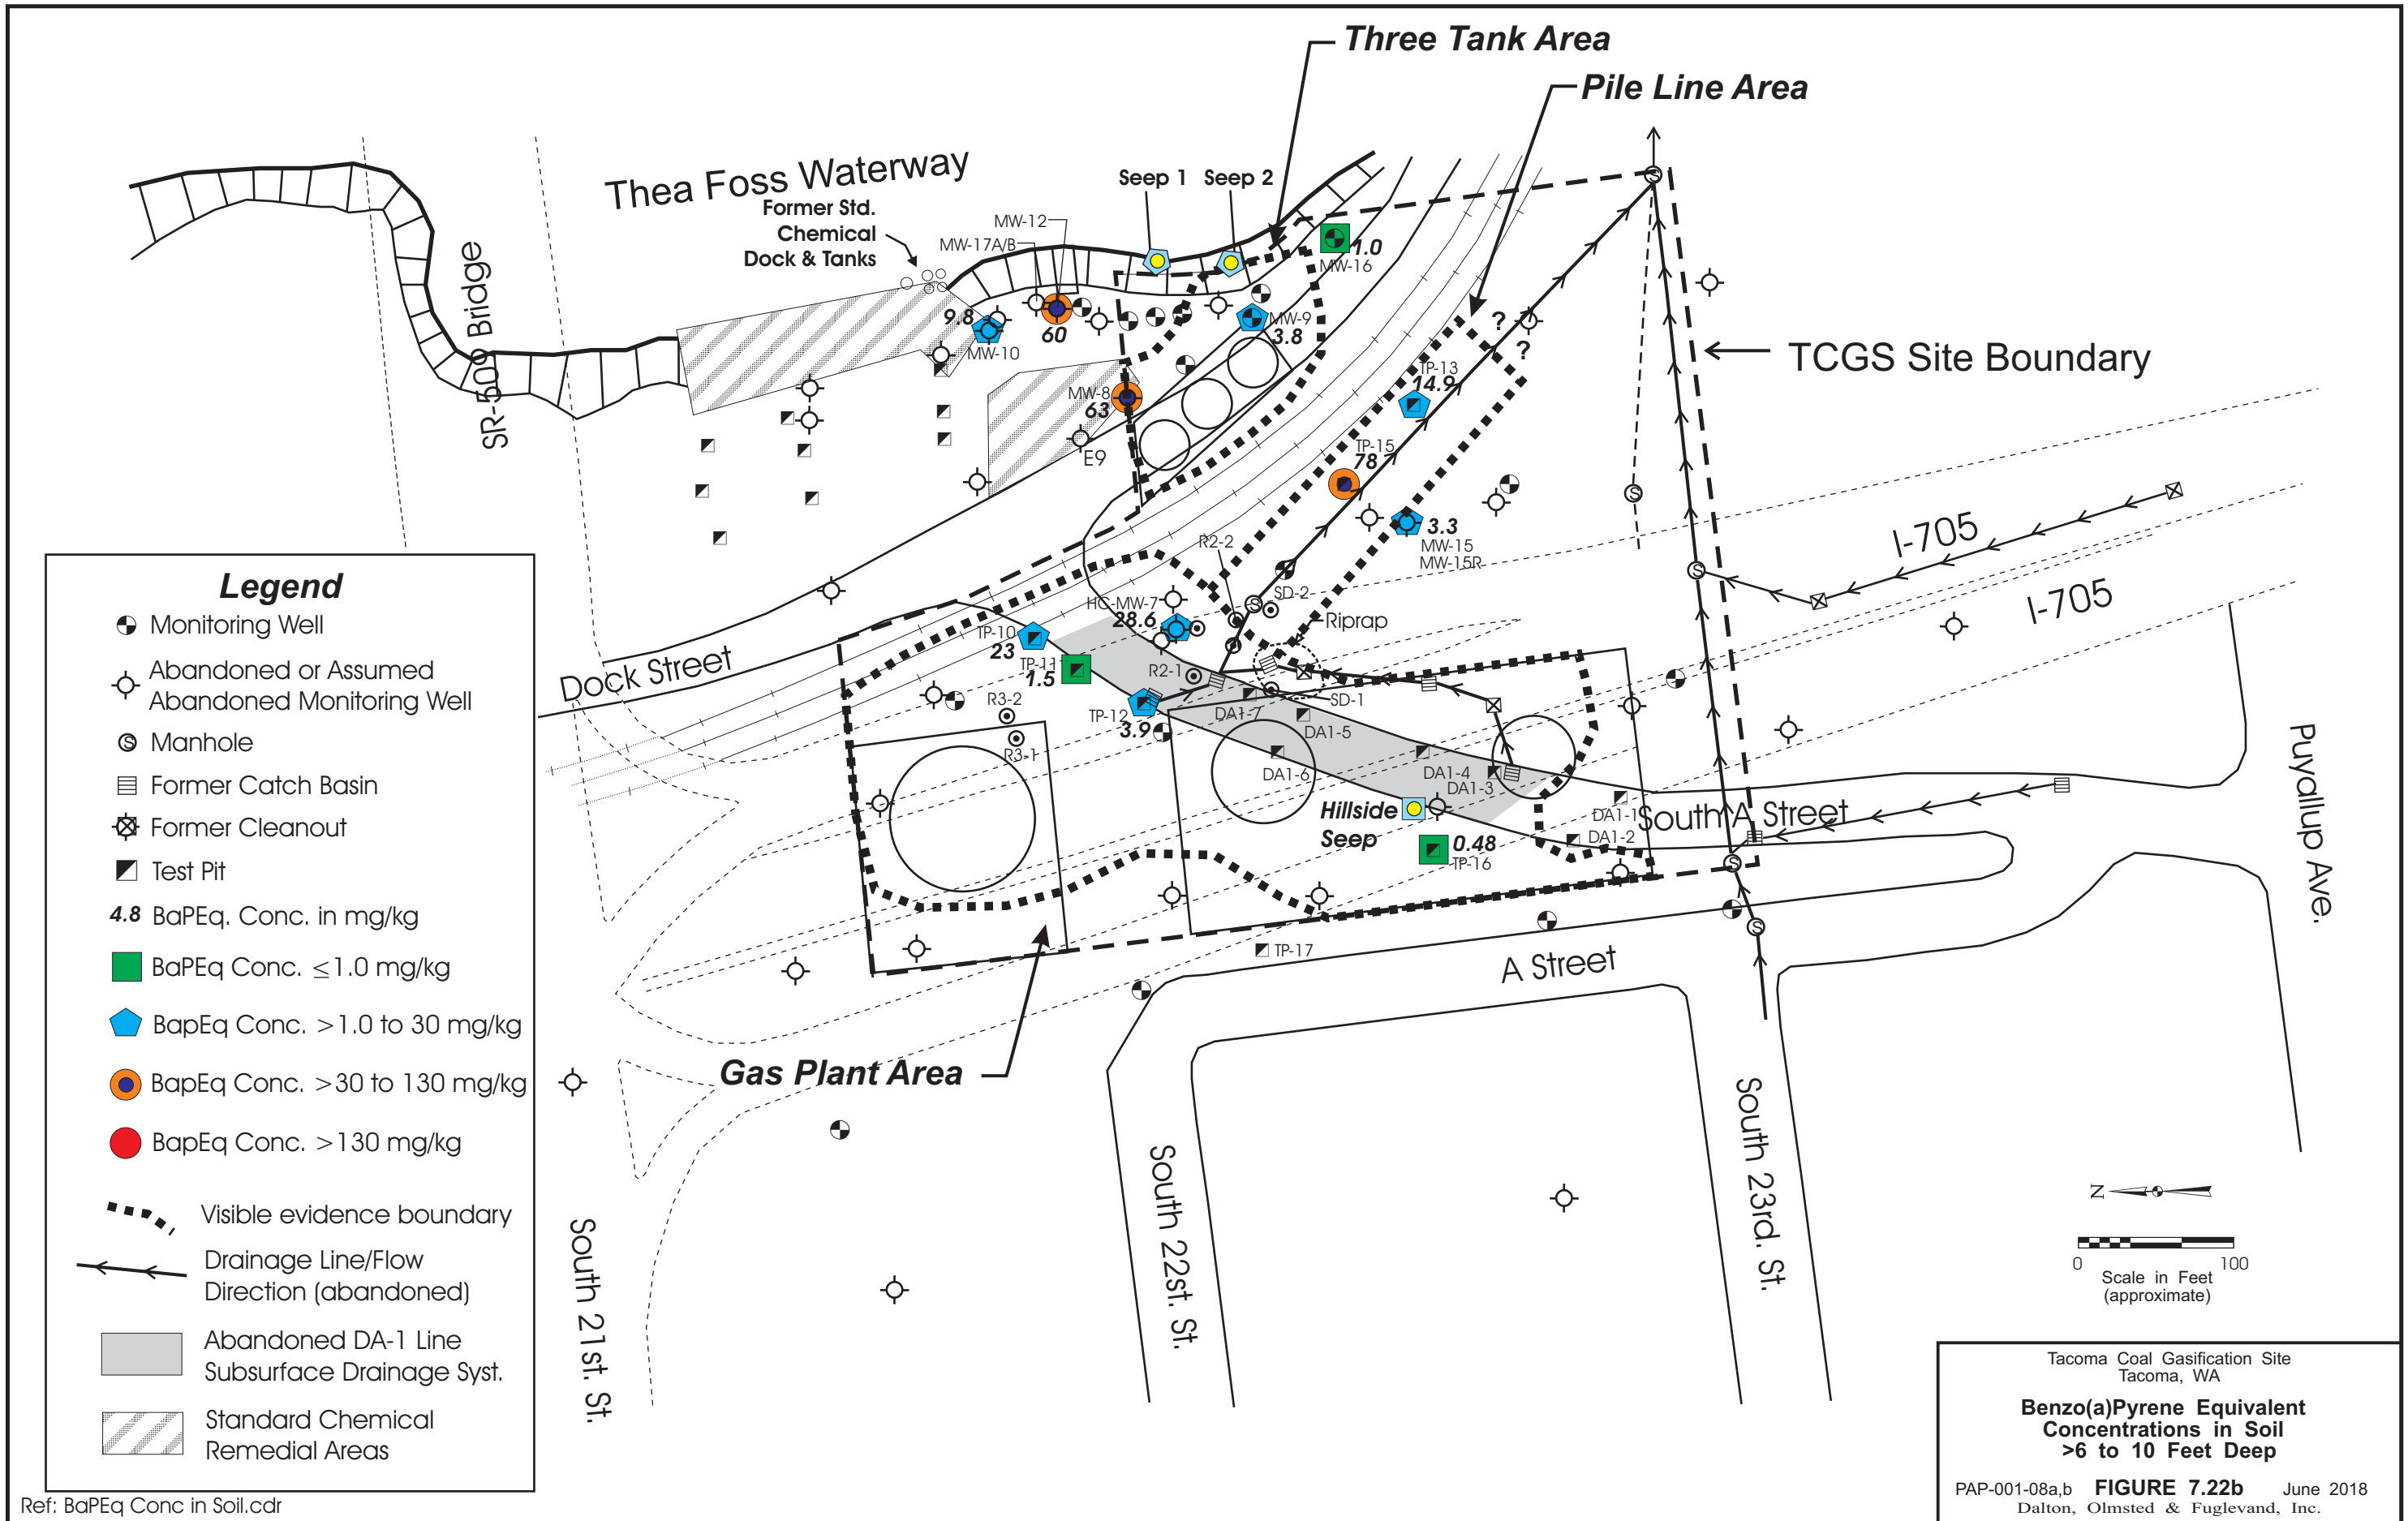 Three Tank Area
Pile Line Area
Thea Foss Waterway
Seep 1
Seep 2
Former Std.
Chemical
Dock & Tanks
MW-12
MW-17A/B
1.0
MW-16
SR-509 Bridge
9.8
MW-10
60
MW-9
3.8
?
?
TCGS Site Boundary
TP-13
14.9
MW-8
63
E9
TP-15
78
3.3
MW-15
MW-15R
R2-2
I-705
I-705
SD-2
Riprap
HC-MW-7
28.6
TP-10
23
TP-11
1.5
R2-1
SD-1
Dock Street
R3-2
R3-1
TP-12
3.9
DA1-7
DA1-5
DA1-6
DA1-4
DA1-3
DA1-1
DA1-2
Hillside
Seep
0.48
TP-16
South A Street
Puyallup Ave.
TP-17
A Street
Gas Plant Area
South 21st. St.
South 22st. St.
South 23rd. St.
Legend
Monitoring Well
Abandoned or Assumed
Abandoned Monitoring Well
S Manhole
Former Catch Basin
Former Cleanout
Test Pit
4.8 BaPEq. Conc. in mg/kg
BaPEq Conc. ≤1.0 mg/kg
BapEq Conc. >1.0 to 30 mg/kg
BapEq Conc. >30 to 130 mg/kg
BapEq Conc. >130 mg/kg
Visible evidence boundary
Drainage Line/Flow
Direction (abandoned)
Abandoned DA-1 Line
Subsurface Drainage Syst.
Standard Chemical
Remedial Areas
N
0 100
Scale in Feet
(approximate)
Tacoma Coal Gasification Site
Tacoma, WA
Benzo(a)Pyrene Equivalent
Concentrations in Soil
>6 to 10 Feet Deep
PAP-001-08a,b FIGURE 7.22b June 2018
Dalton, Olmsted & Fuglevand, Inc.
Ref: BaPEq Conc in Soil.cdr